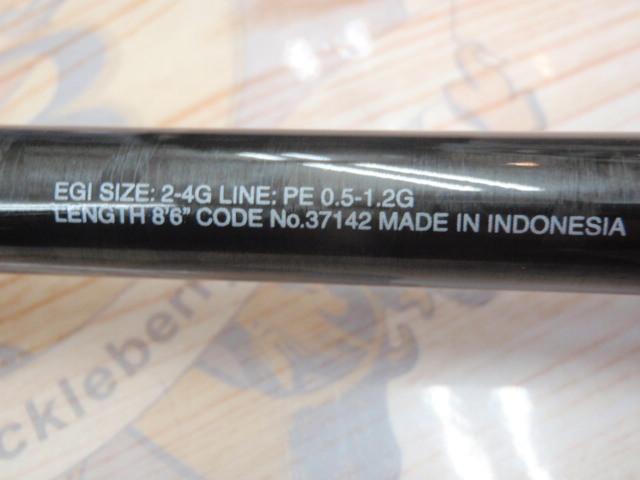 EGI SIZE: 2-4G LINE: PE 0.5-1.2G
LENGTH 8'6" CODE No.37142 MADE IN INDONESIA
ckleberr